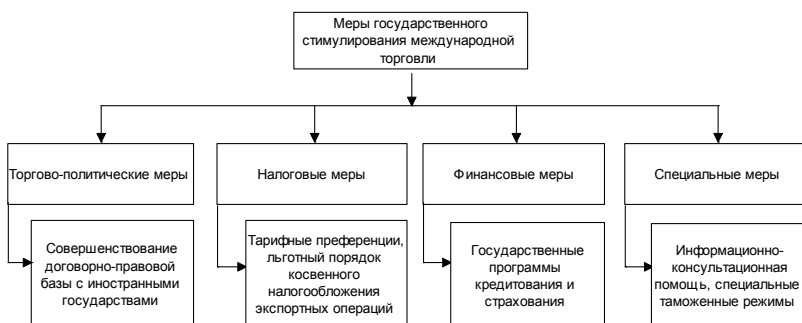 Меры государственного
стимулирования международной
торговли
Торгово-политические меры
Налоговые меры
Финансовые меры
Специальные меры
Совершенствование
договорно-правовой
базы с иностранными
государствами
Тарифные преференции,
льготный порядок
косвенного
налогообложения
экспортных операций
Государственные
программы
кредитования и
страхования
Информационно-
консультационная
помощь, специальные
таможенные режимы